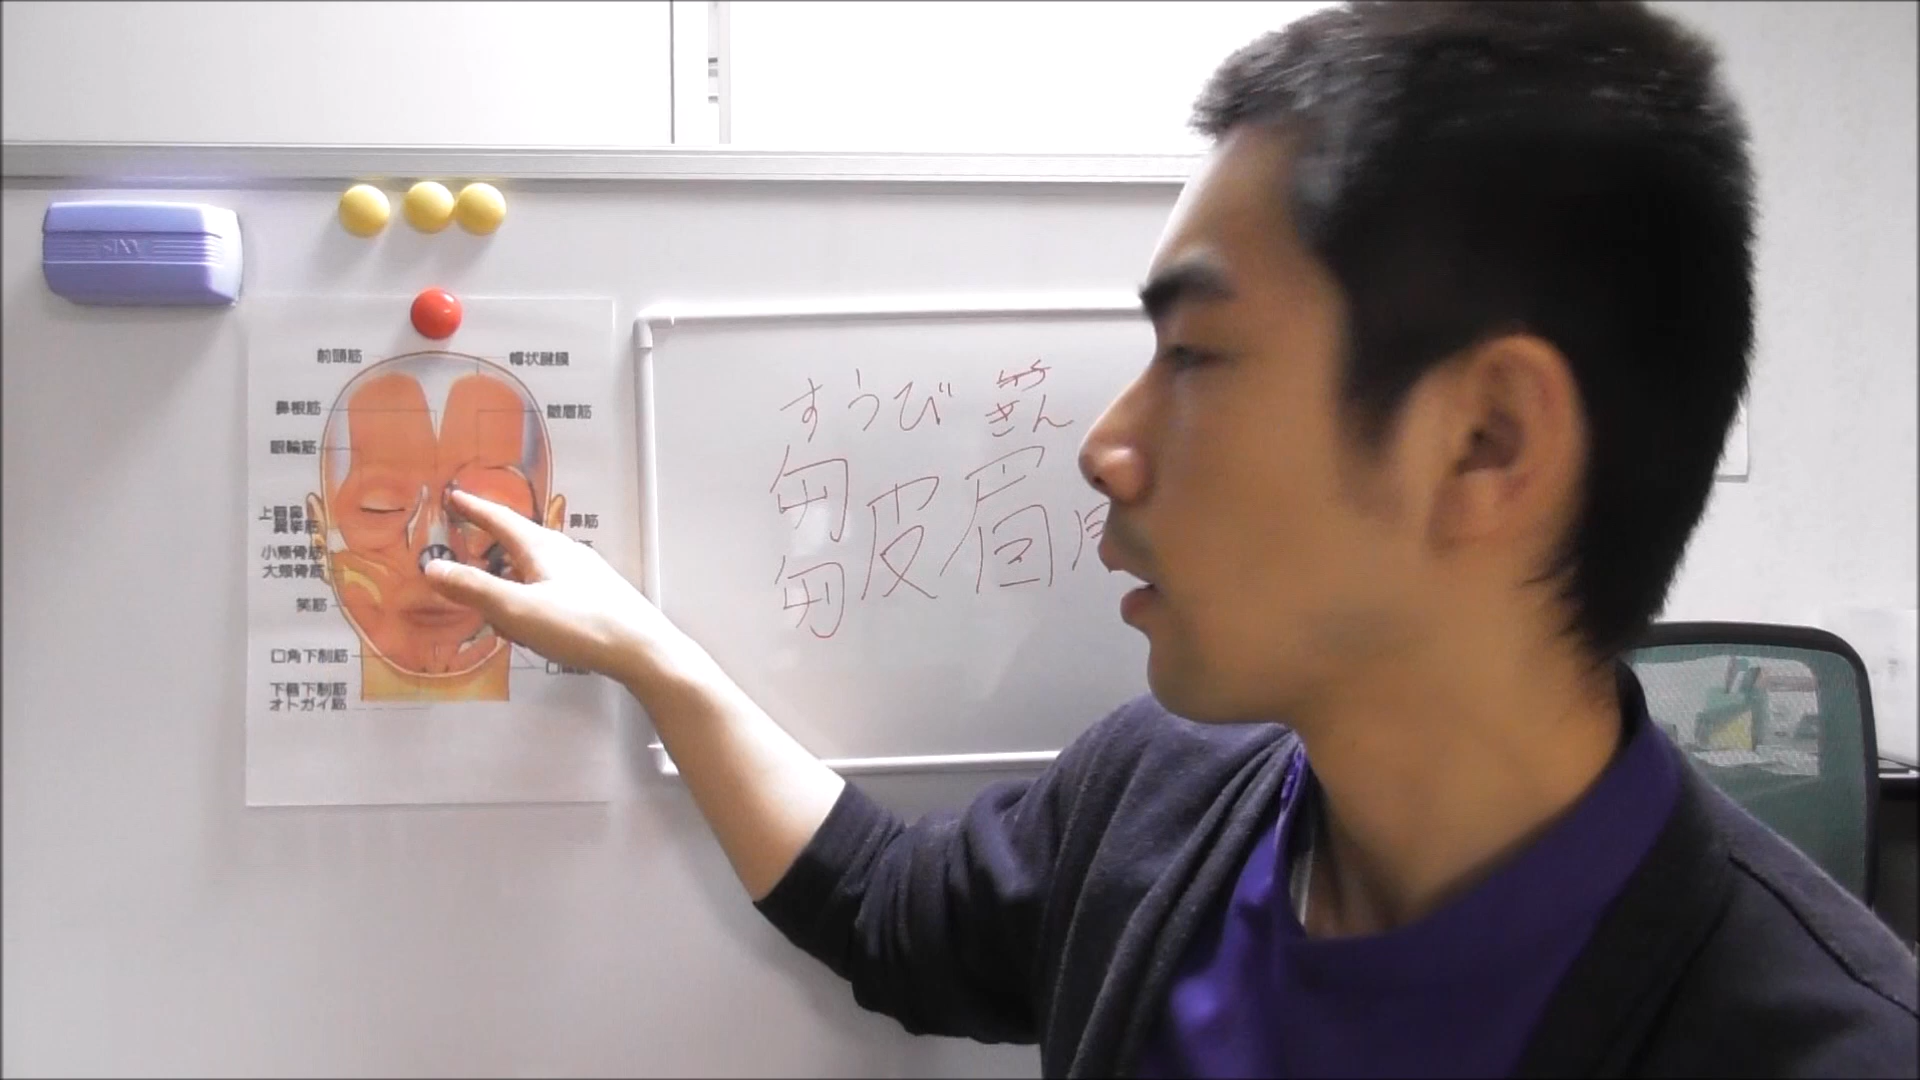 前頭筋
帽状腱膜
鼻根筋
皺眉筋
眼輪筋
上唇鼻
翼挙筋
鼻筋
小頬骨筋
大頬骨筋
笑筋
口角下制筋
下唇下制筋
オトガイ筋
すうび きん
皺眉